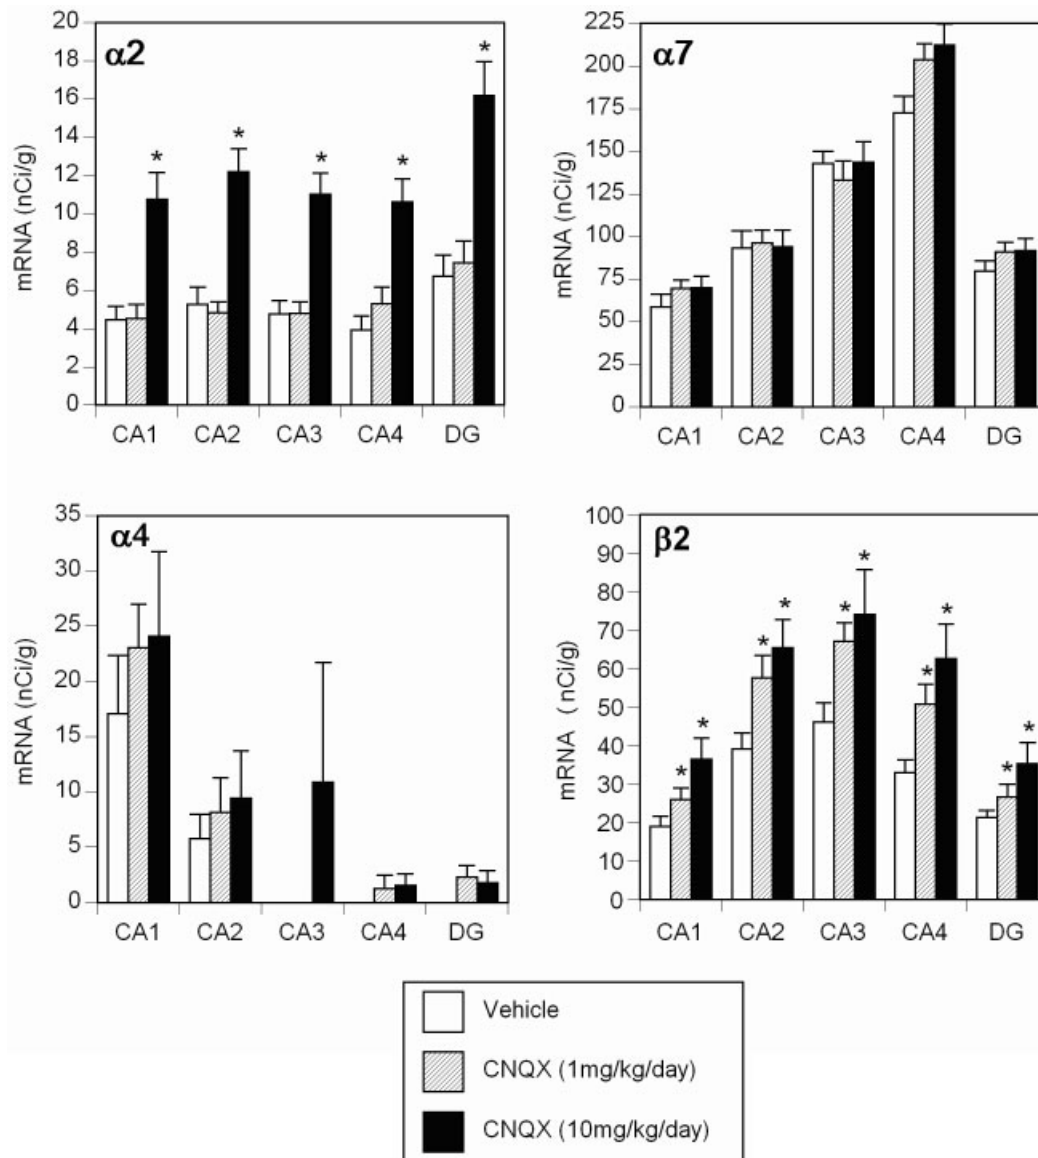 α2
mRNA (nCi/g)
20
18
16
14
12
10
8
6
4
2
0
* * * * *
CA1 CA2 CA3 CA4 DG
α7
mRNA (nCi/g)
225
200
175
150
125
100
75
50
25
0
CA1 CA2 CA3 CA4 DG
α4
mRNA (nCi/g)
35
30
25
20
15
10
5
0
CA1 CA2 CA3 CA4 DG
β2
mRNA ( nCi/g)
100
90
80
70
60
50
40
30
20
10
0
* * * * * * * * * *
CA1 CA2 CA3 CA4 DG
Vehicle
CNQX (1mg/kg/day)
CNQX (10mg/kg/day)